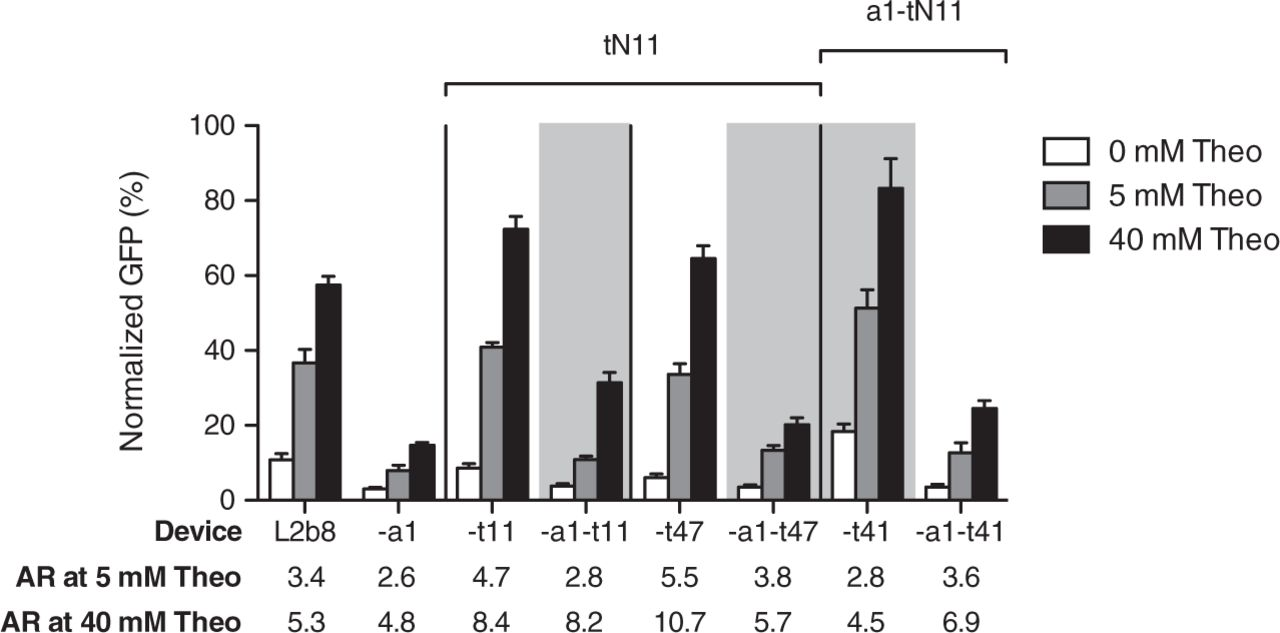 a1-tN11
tN11
100
80
60
40
20
0
Normalized GFP (%)
0 mM Theo
5 mM Theo
40 mM Theo
Device L2b8 -a1 -t11 -a1-t11 -t47 -a1-t47 -t41 -a1-t41
AR at 5 mM Theo 3.4 2.6 4.7 2.8 5.5 3.8 2.8 3.6
AR at 40 mM Theo 5.3 4.8 8.4 8.2 10.7 5.7 4.5 6.9